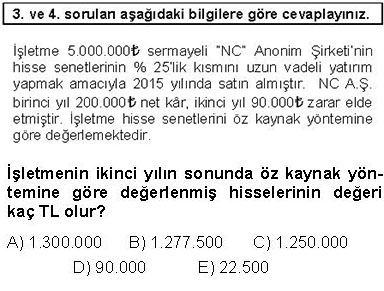 3. ve 4. soruları aşağıdaki bilgilere göre cevaplayınız.
İşletme 5.000.000₺ sermayeli "NC" Anonim Şirketi'nin
hisse senetlerinin % 25'lik kısmını uzun vadeli yatırım
yapmak amacıyla 2015 yılında satın almıştır. NC A.Ş.
birinci yıl 200.000₺ net kâr, ikinci yıl 90.000₺ zarar elde
etmiştir. İşletme hisse senetlerini öz kaynak yöntemine
göre değerlemektedir.
İşletmenin ikinci yılın sonunda öz kaynak yön-
temine göre değerlenmiş hisselerinin değeri
kaç TL olur?
A) 1.300.000 B) 1.277.500 C) 1.250.000
D) 90.000 E) 22.500